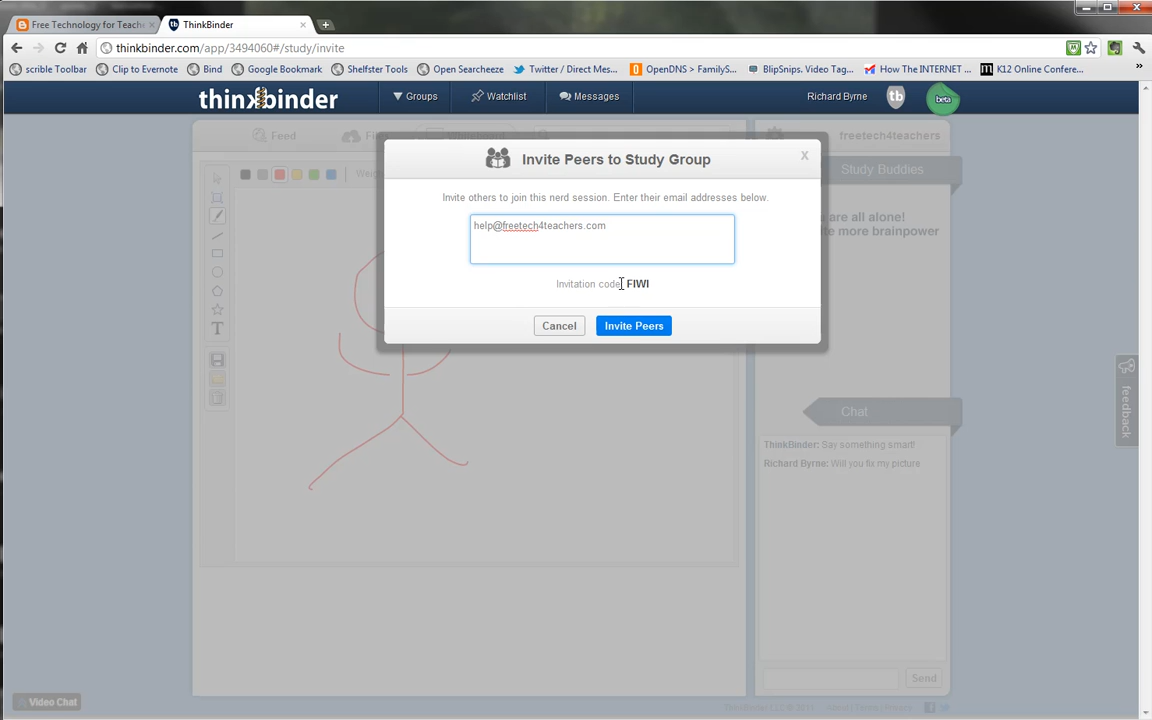 Free Technology for Teache
ThinkBinder
thinkbinder.com/app/3494060#/study/invite
scrible Toolbar
Clip to Evernote
Bind
Google Bookmark
Shelfster Tools
Open Searcheeze
Twitter / Direct Mes...
OpenDNS > FamilyS...
BlipSnips. Video Tag...
How The INTERNET ...
K12 Online Confere...
»
thinkbinder
Groups
Watchlist
Messages
Richard Byrne
tb
beta
Feed
freetech4teachers
Invite Peers to Study Group
X
Study Buddies
Invite others to join this nerd session. Enter their email addresses below.
help@freetech4teachers.com
are all alone!
more brainpower
Invitation code FIWI
Cancel
Invite Peers
T
feedback
Chat
ThinkBinder: Say something smart!
Richard Byrne: Will you fix my picture
Send
Video Chat